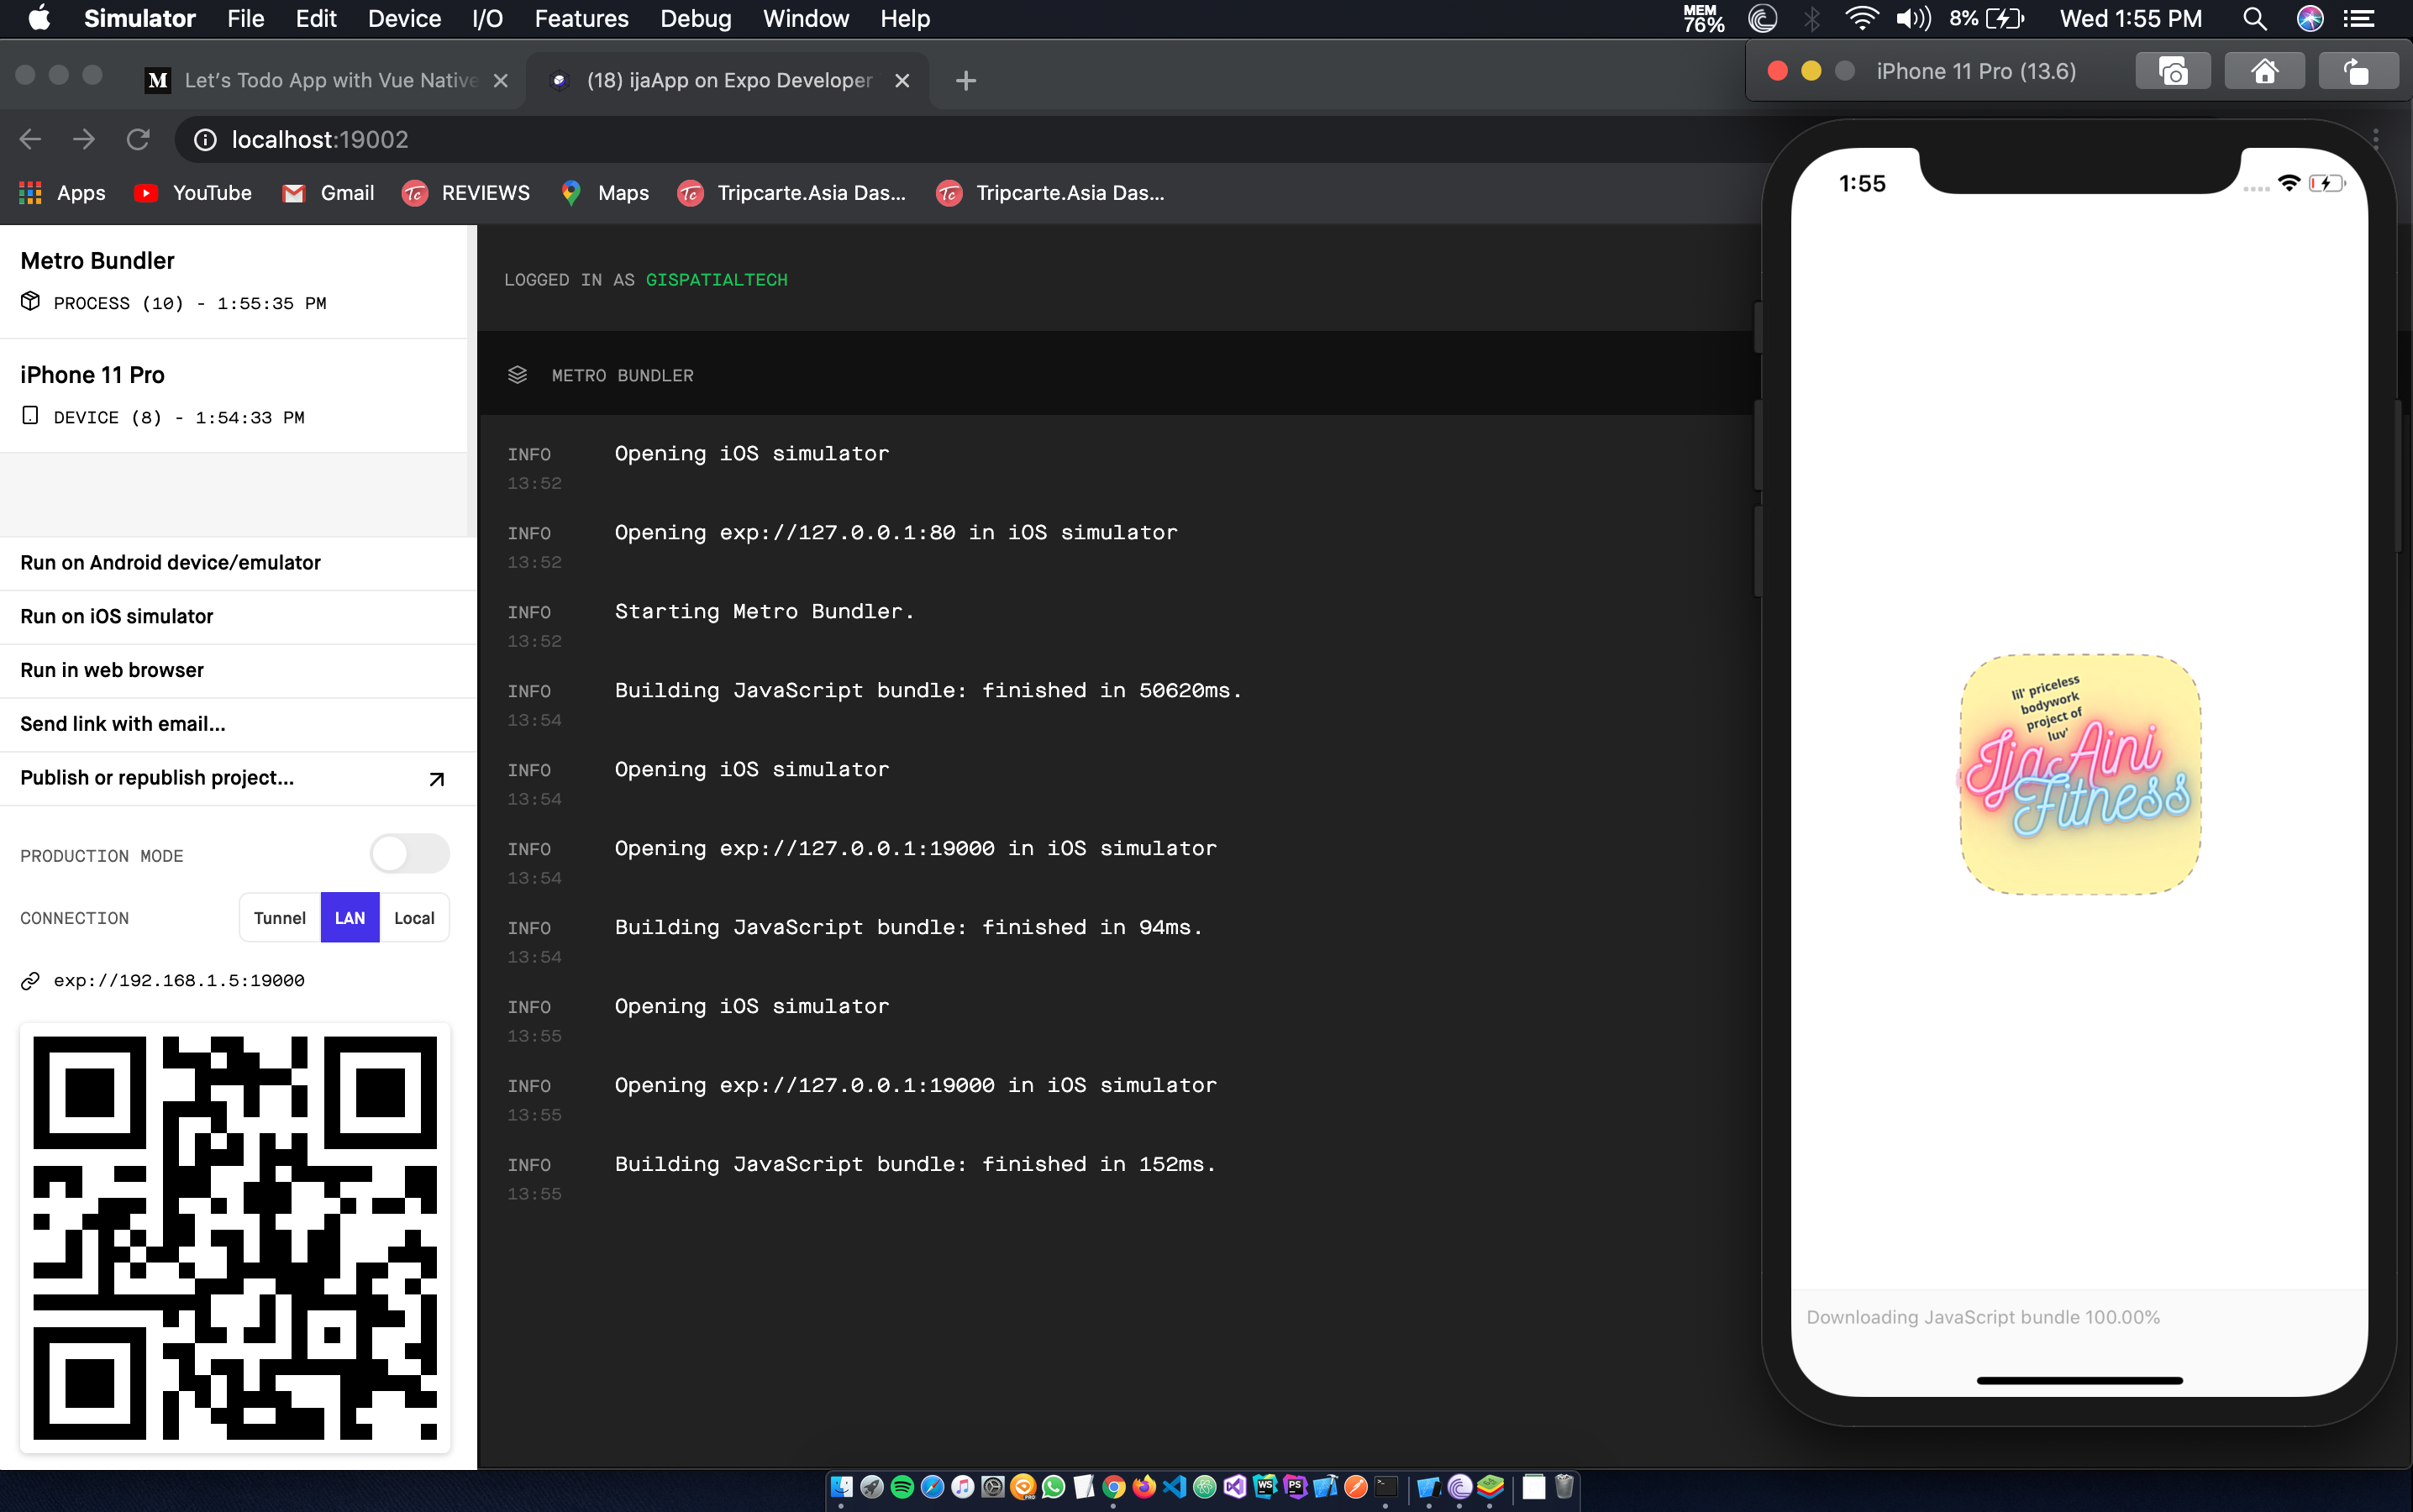 Simulator File Edit Device I/O Features Debug Window Help
MEM
76%
8%
Wed 1:55 PM
Let's Todo App with Vue Native
(18) ijaApp on Expo Developer
iPhone 11 Pro (13.6)
localhost:19002
Apps YouTube Gmail REVIEWS Maps Tripcarte.Asia Das... Tripcarte.Asia Das...
Metro Bundler
PROCESS (10) - 1:55:35 PM
iPhone 11 Pro
DEVICE (8) - 1:54:33 PM
Run on Android device/emulator
Run on iOS simulator
Run in web browser
Send link with email...
Publish or republish project...
PRODUCTION MODE
CONNECTION Tunnel LAN Local
exp://192.168.1.5:19000
LOGGED IN AS GISPATIALTECH
METRO BUNDLER
INFO Opening iOS simulator
13:52
INFO Opening exp://127.0.0.1:80 in iOS simulator
13:52
INFO Starting Metro Bundler.
13:52
INFO Building JavaScript bundle: finished in 50620ms.
13:54
INFO Opening iOS simulator
13:54
INFO Opening exp://127.0.0.1:19000 in iOS simulator
13:54
INFO Building JavaScript bundle: finished in 94ms.
13:54
INFO Opening iOS simulator
13:55
INFO Opening exp://127.0.0.1:19000 in iOS simulator
13:55
INFO Building JavaScript bundle: finished in 152ms.
13:55
1:55
lil' priceless
bodywork
project of
luv'
Ija Aini
Fitness
Downloading JavaScript bundle 100.00%
WS
PS